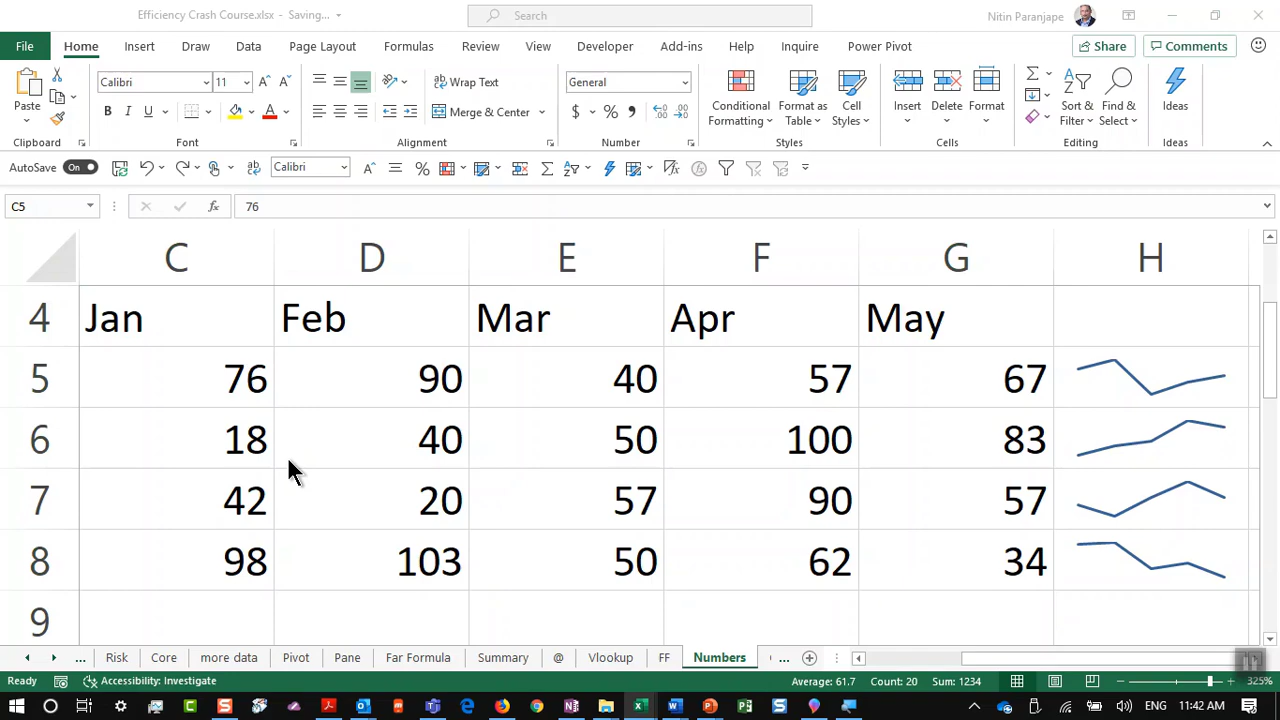 Efficiency Crash Course.xlsx - Saving...
Search
Nitin Paranjape
File Home Insert Draw Data Page Layout Formulas Review View Developer Add-ins Help Inquire Power Pivot Share Comments
Paste
Calibri 11
B I U
Wrap Text
Merge & Center
General
$ % ,
Conditional Formatting
Format as Table
Cell Styles
Insert
Delete
Format
Sort & Filter
Find & Select
Ideas
Clipboard Font Alignment Number Styles Cells Editing Ideas
AutoSave On Calibri
C5 fx 76
C D E F G H
4 Jan Feb Mar Apr May
5 76 90 40 57 67
6 18 40 50 100 83
7 42 20 57 90 57
8 98 103 50 62 34
9
... Risk Core more data Pivot Pane Far Formula Summary @ Vlookup FF Numbers ...
Ready Accessibility: Investigate Average: 61.7 Count: 20 Sum: 1234 325%
ENG 11:42 AM